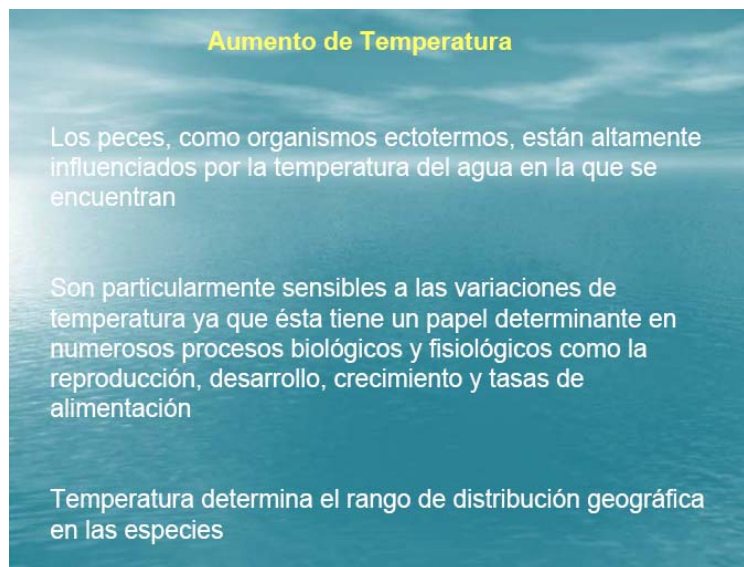 Aumento de Temperatura
Los peces, como organismos ectotermos, están altamente
influenciados por la temperatura del agua en la que se
encuentran
Son particularmente sensibles a las variaciones de
temperatura ya que ésta tiene un papel determinante en
numerosos procesos biológicos y fisiológicos como la
reproducción, desarrollo, crecimiento y tasas de
alimentación
Temperatura determina el rango de distribución geográfica
en las especies